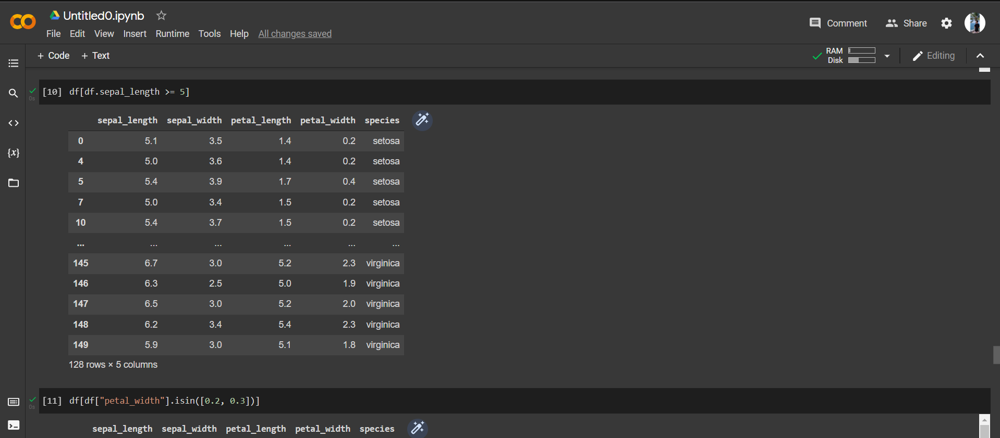 Untitled0.ipynb
File Edit View Insert Runtime Tools Help All changes saved
Comment Share
+ Code + Text
RAM
Disk
Editing
[10] df[df.sepal_length >= 5]
0s
sepal_length sepal_width petal_length petal_width species
0 5.1 3.5 1.4 0.2 setosa
4 5.0 3.6 1.4 0.2 setosa
5 5.4 3.9 1.7 0.4 setosa
7 5.0 3.4 1.5 0.2 setosa
10 5.4 3.7 1.5 0.2 setosa
... ... ... ... ... ...
145 6.7 3.0 5.2 2.3 virginica
146 6.3 2.5 5.0 1.9 virginica
147 6.5 3.0 5.2 2.0 virginica
148 6.2 3.4 5.4 2.3 virginica
149 5.9 3.0 5.1 1.8 virginica
128 rows × 5 columns
[11] df[df["petal_width"].isin([0.2, 0.3])]
0s
sepal_length sepal_width petal_length petal_width species
{x}